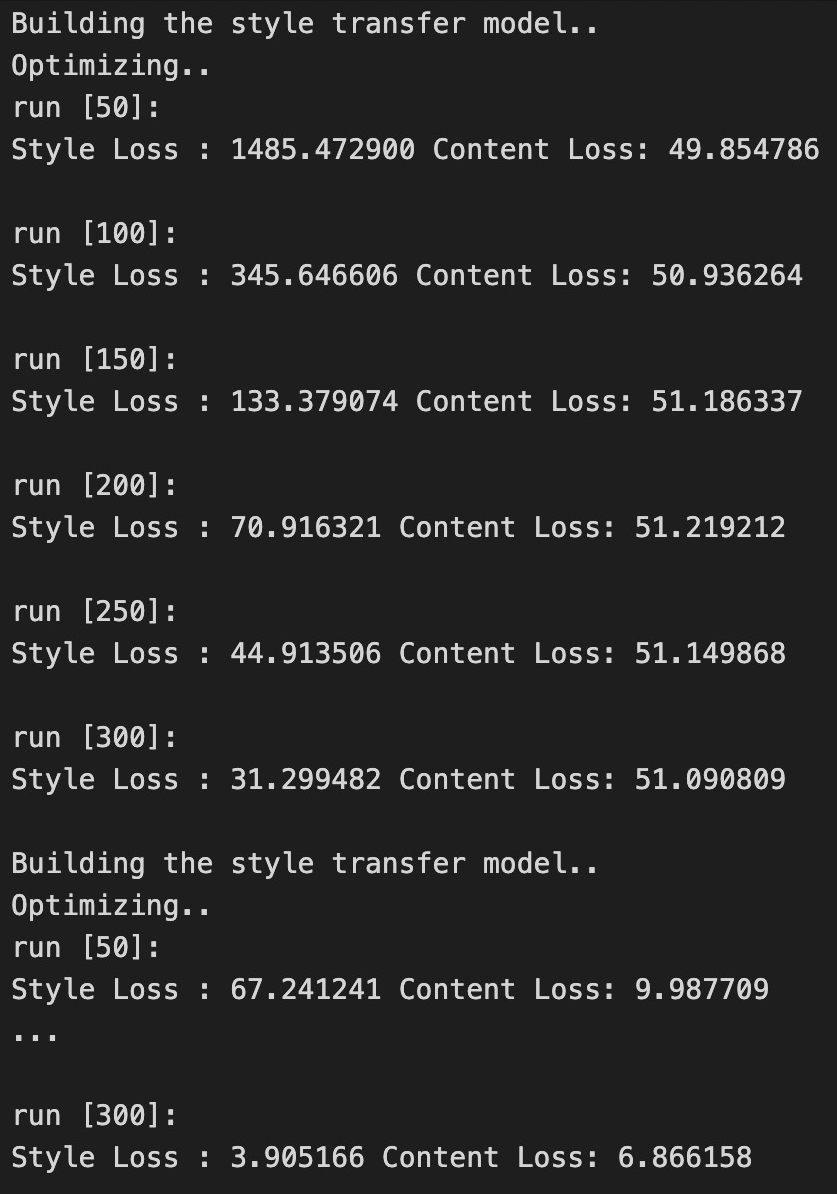 Building the style transfer model..
Optimizing..
run [50]:
Style Loss : 1485.472900 Content Loss: 49.854786
run [100]:
Style Loss : 345.646606 Content Loss: 50.936264
run [150]:
Style Loss : 133.379074 Content Loss: 51.186337
run [200]:
Style Loss : 70.916321 Content Loss: 51.219212
run [250]:
Style Loss : 44.913506 Content Loss: 51.149868
run [300]:
Style Loss : 31.299482 Content Loss: 51.090809
Building the style transfer model..
Optimizing..
run [50]:
Style Loss : 67.241241 Content Loss: 9.987709
...
run [300]:
Style Loss : 3.905166 Content Loss: 6.866158